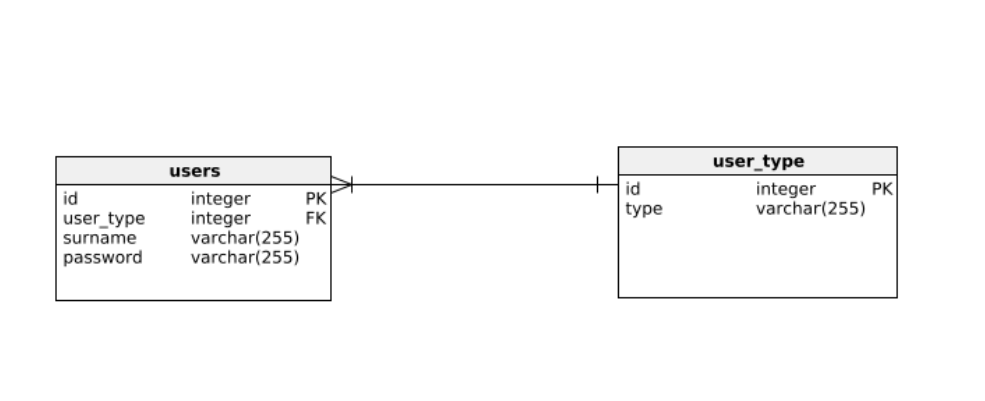 users
id integer PK
user_type integer FK
surname varchar(255)
password varchar(255)
user_type
id integer PK
type varchar(255)